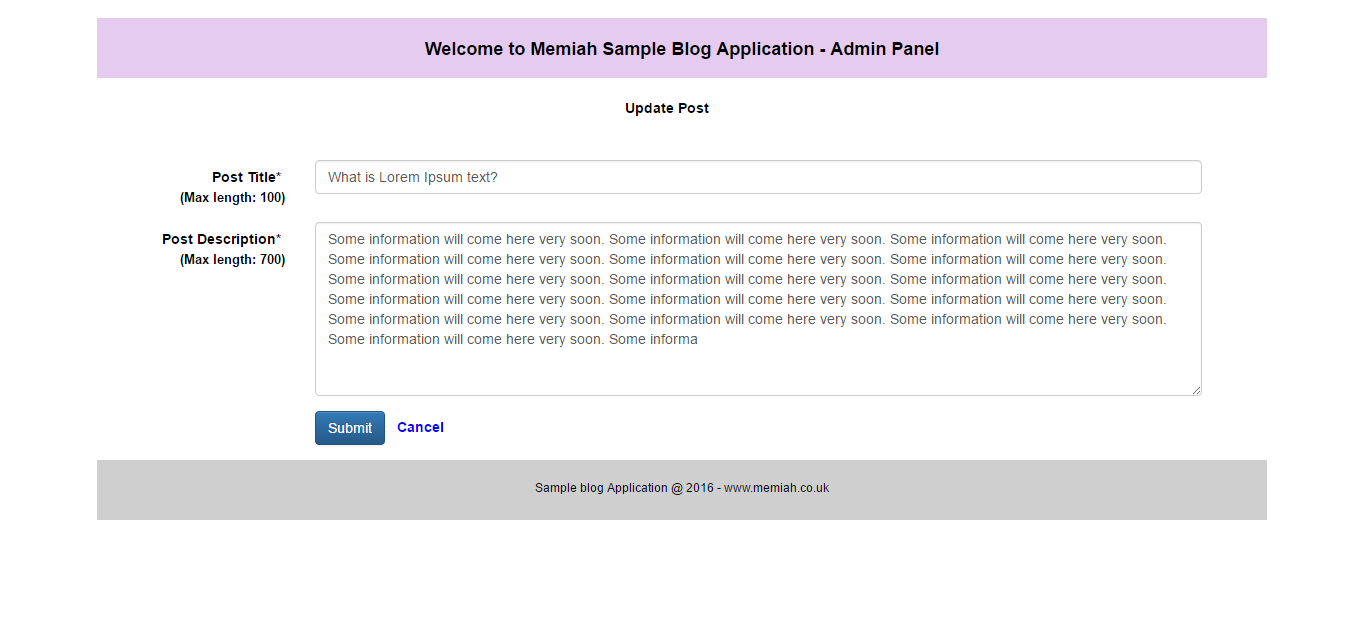 Welcome to Memiah Sample Blog Application - Admin Panel
Update Post
Post Title*
(Max length: 100)
What is Lorem Ipsum text?
Post Description*
(Max length: 700)
Some information will come here very soon. Some information will come here very soon. Some information will come here very soon.
Some information will come here very soon. Some information will come here very soon. Some information will come here very soon.
Some information will come here very soon. Some information will come here very soon. Some information will come here very soon.
Some information will come here very soon. Some information will come here very soon. Some information will come here very soon.
Some information will come here very soon. Some information will come here very soon. Some information will come here very soon.
Some information will come here very soon. Some informa
Submit Cancel
Sample blog Application @ 2016 - www.memiah.co.uk